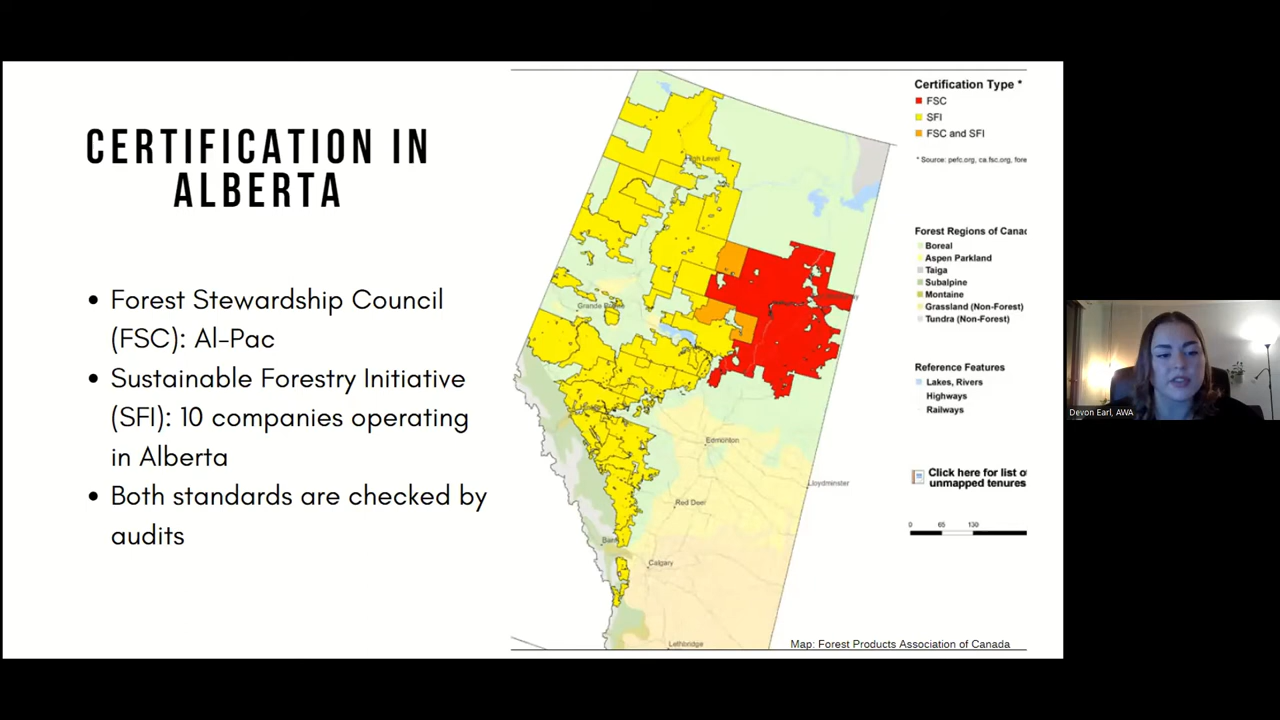 CERTIFICATION IN
ALBERTA
• Forest Stewardship Council
(FSC): Al-Pac
• Sustainable Forestry Initiative
(SFI): 10 companies operating
in Alberta
• Both standards are checked by
audits
High Level
Edmonton
Lloydminster
Red Deer
Calgary
Lethbridge
Certification Type *
FSC
SFI
FSC and SFI
* Source: pefc.org, ca.fsc.org, fore
Forest Regions of Canad
Boreal
Aspen Parkland
Taiga
Subalpine
Montaine
Grassland (Non-Forest)
Tundra (Non-Forest)
Reference Features
Lakes, Rivers
Highways
Railways
Click here for list of
unmapped tenures
0 65 130
Map: Forest Products Association of Canada
Devon Earl, AWA